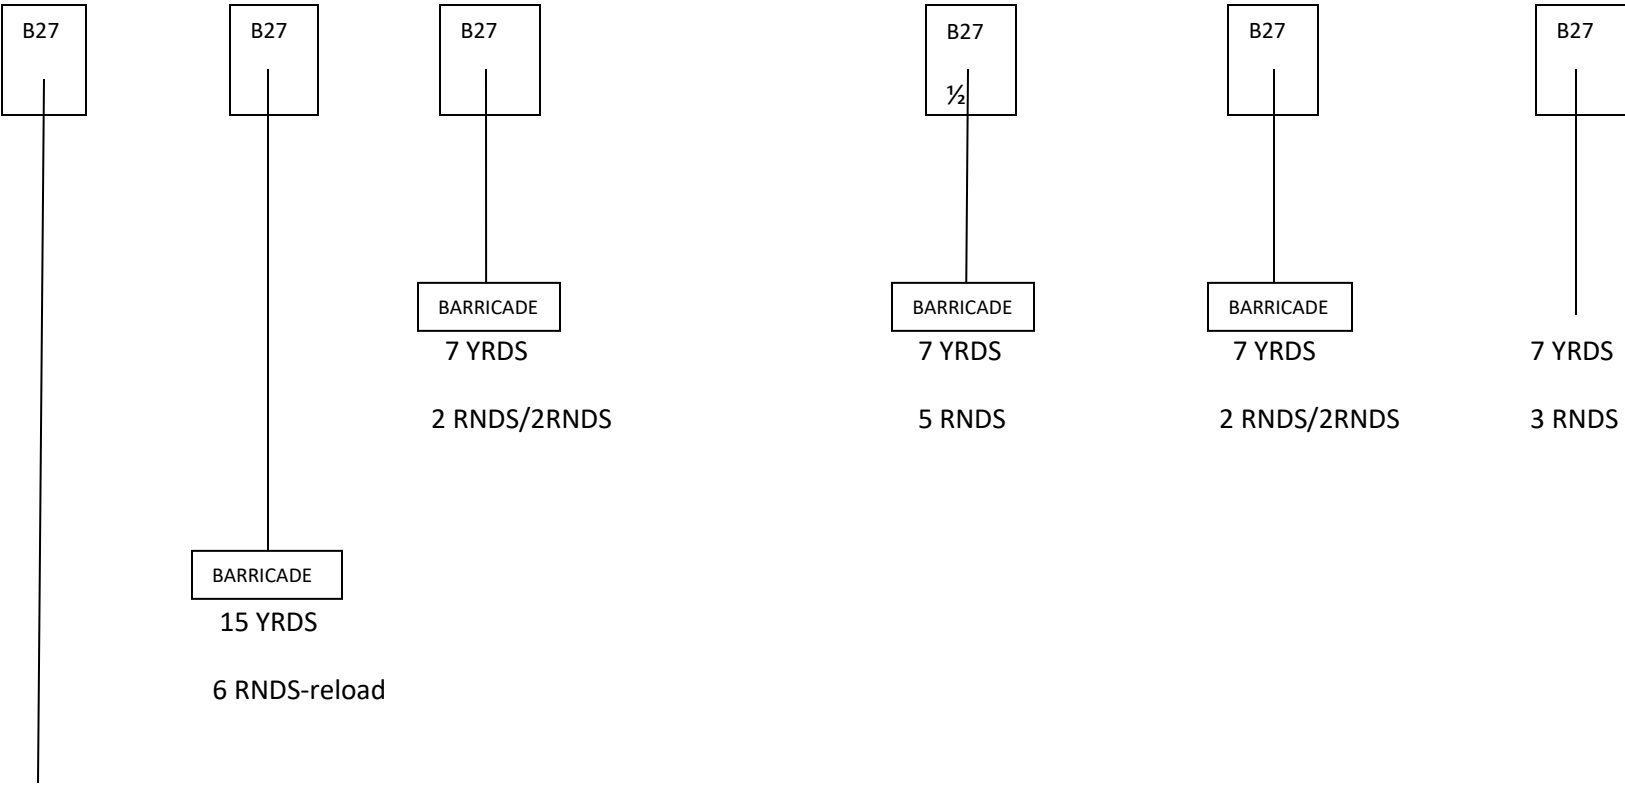 B27 B27 B27 B27 B27 B27
½
BARRICADE BARRICADE BARRICADE
7 YRDS 7 YRDS 7 YRDS 7 YRDS
2 RNDS/2RNDS 5 RNDS 2 RNDS/2RNDS 3 RNDS
BARRICADE
15 YRDS
6 RNDS-reload